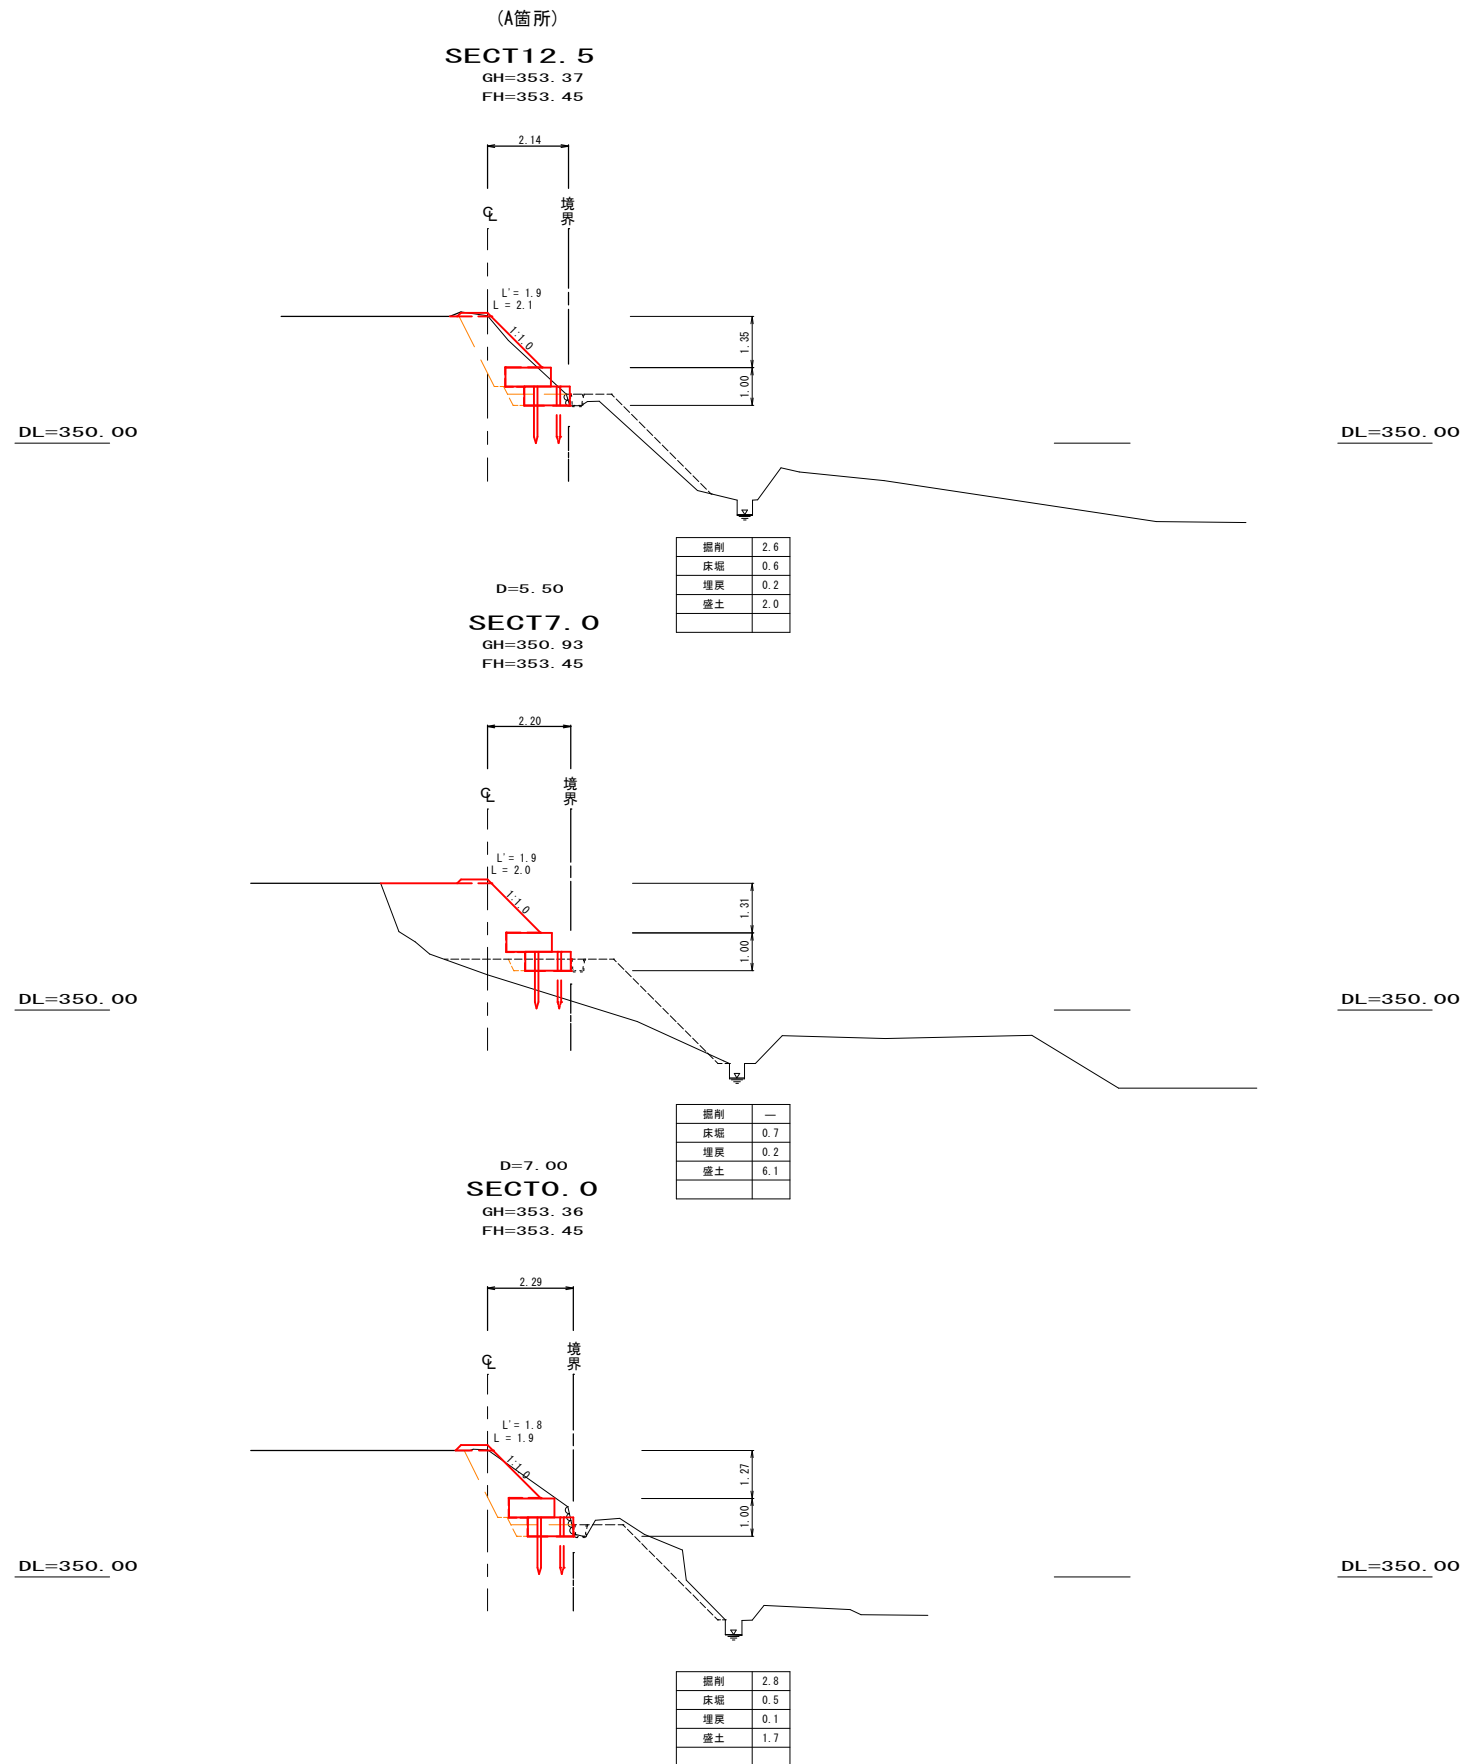 (A箇所)
SECT12.5
GH=353.37
FH=353.45
2.14
℄
境界
L'= 1.9
L = 2.1
1:1.0
1.35
1.00
DL=350.00
DL=350.00
掘削 2.6
床堀 0.6
埋戻 0.2
盛土 2.0
D=5.50
SECT7.0
GH=350.93
FH=353.45
2.20
℄
境界
L'= 1.9
L = 2.0
1:1.0
1.31
1.00
DL=350.00
DL=350.00
掘削 —
床堀 0.7
埋戻 0.2
盛土 6.1
D=7.00
SECT0.0
GH=353.36
FH=353.45
2.29
℄
境界
L'= 1.8
L = 1.9
1:1.0
1.27
1.00
DL=350.00
DL=350.00
掘削 2.8
床堀 0.5
埋戻 0.1
盛土 1.7